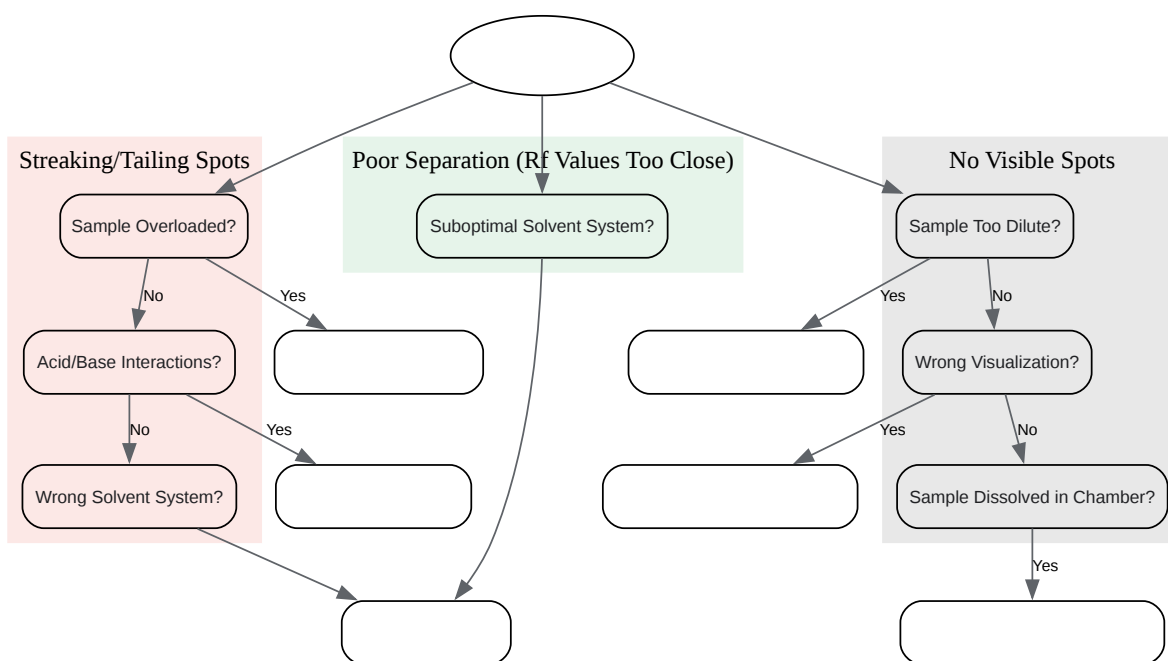 Streaking/Tailing Spots
Poor Separation (Rf Values Too Close)
No Visible Spots
Sample Overloaded?
Suboptimal Solvent System?
Sample Too Dilute?
No
Yes
Yes
No
Acid/Base Interactions?
Wrong Visualization?
No
Yes
Yes
No
Wrong Solvent System?
Sample Dissolved in Chamber?
Yes